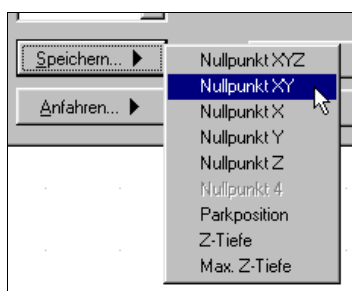 Speichern...
Anfahren...
Nullpunkt XYZ
Nullpunkt XY
Nullpunkt X
Nullpunkt Y
Nullpunkt Z
Nullpunkt 4
Parkposition
Z-Tiefe
Max. Z-Tiefe